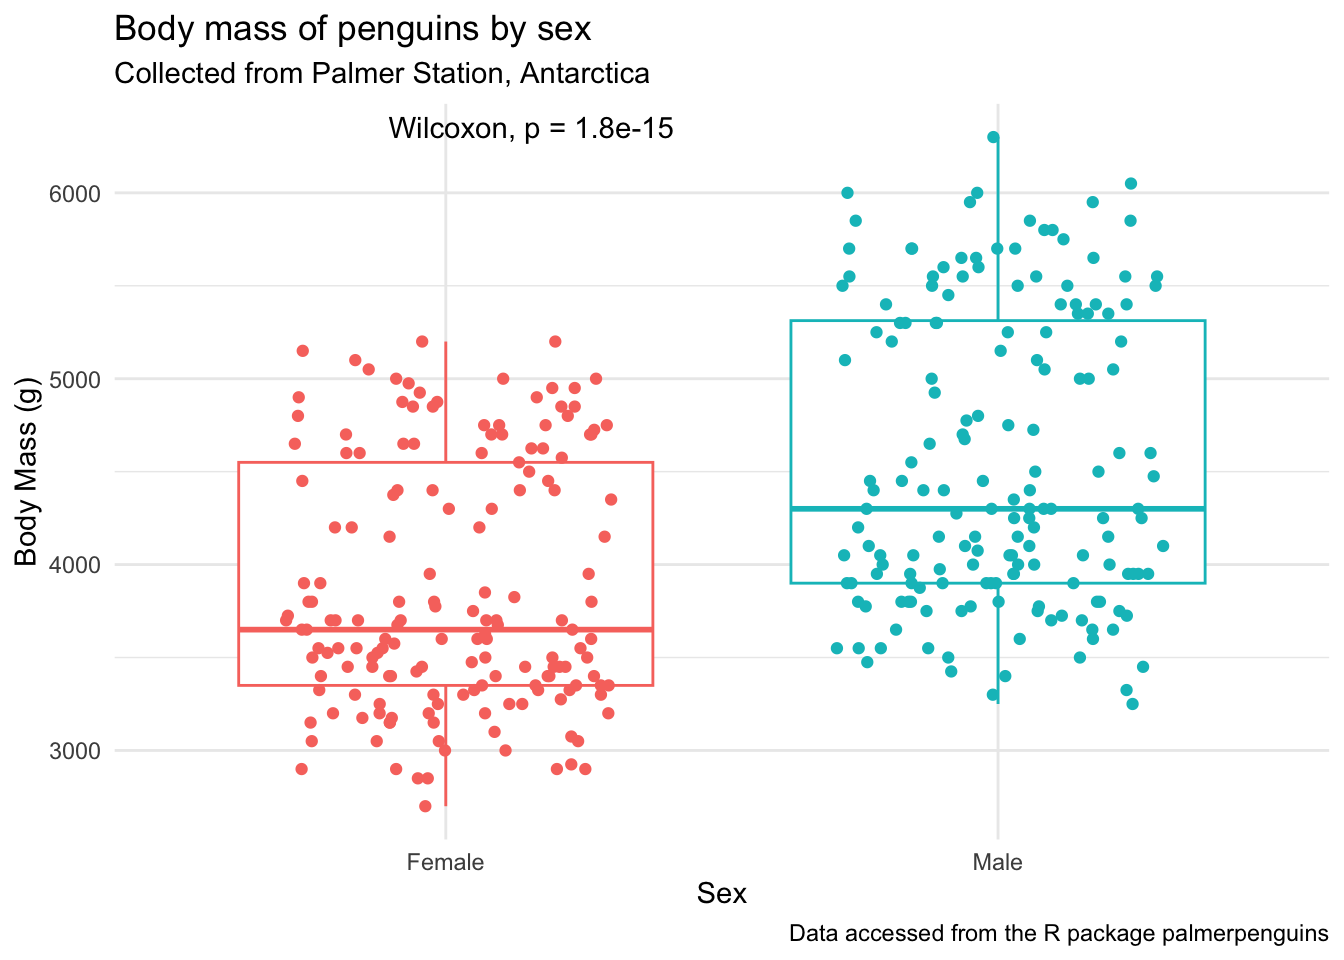 Body mass of penguins by sex
Collected from Palmer Station, Antarctica
Wilcoxon, p = 1.8e-15
6000
5000
4000
3000
Body Mass (g)
Female
Male
Sex
Data accessed from the R package palmerpenguins